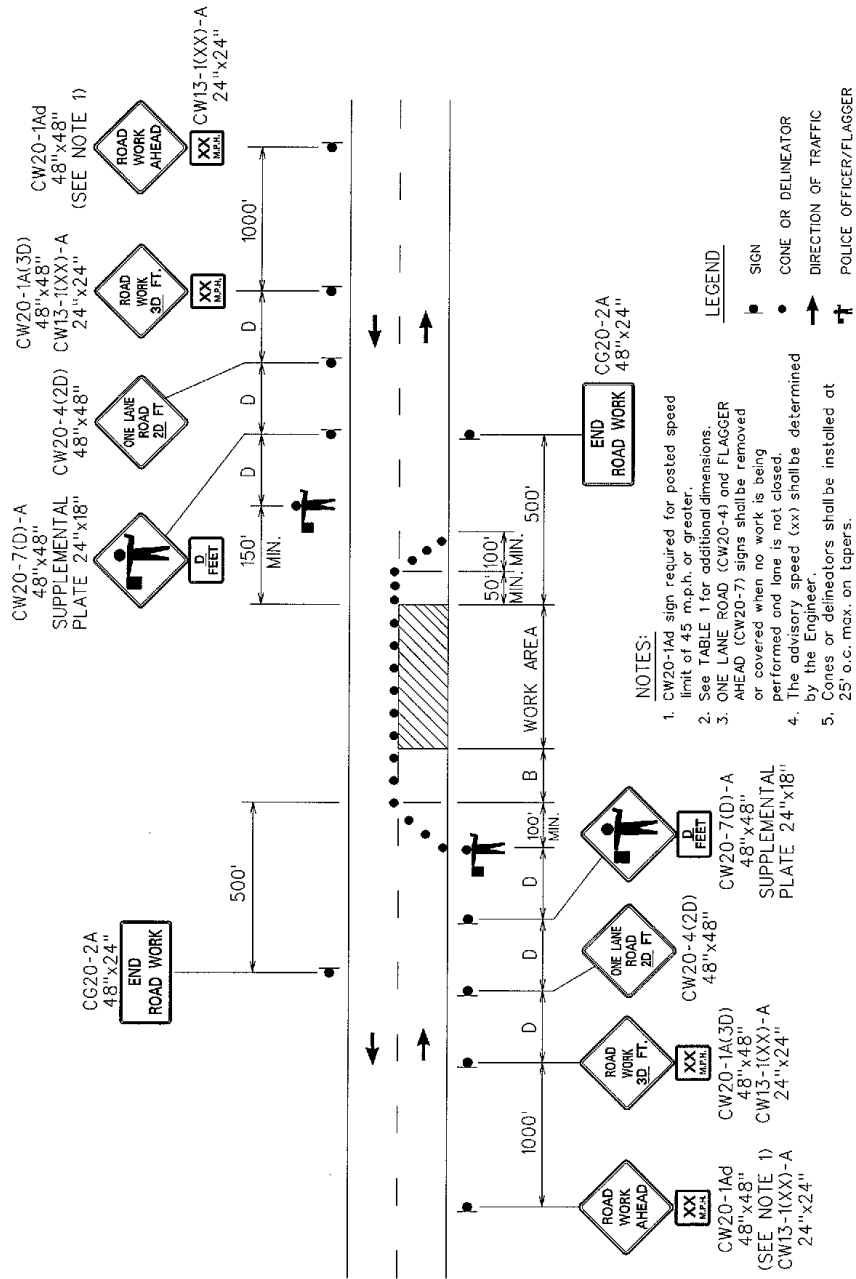 CW20-7(D)-A
48"x48"
SUPPLEMENTAL
PLATE 24"x18"
D
FEET
CW20-4(2D)
48"x48"
ONE LANE
ROAD
2D FT
CW20-1A(3D)
48"x48"
CW13-1(XX)-A
24"x24"
ROAD
WORK
3D FT.
XX
M.P.H.
CW20-1Ad
48"x48"
(SEE NOTE 1)
ROAD
WORK
AHEAD
XX
M.P.H.
CW13-1(XX)-A
24"x24"
CG20-2A
48"x24"
END
ROAD WORK
500'
150'
MIN.
D
D
D
1000'
1000'
D
D
D
100'
MIN.
B
WORK AREA
50'
MIN.
100'
MIN.
500'
ROAD
WORK
AHEAD
XX
M.P.H.
CW20-1Ad
48"x48"
(SEE NOTE 1)
CW13-1(XX)-A
24"x24"
ROAD
WORK
3D FT.
XX
M.P.H.
CW20-1A(3D)
48"x48"
CW13-1(XX)-A
24"x24"
ONE LANE
ROAD
2D FT
CW20-4(2D)
48"x48"
D
FEET
CW20-7(D)-A
48"x48"
SUPPLEMENTAL
PLATE 24"x18"
END
ROAD WORK
CG20-2A
48"x24"
NOTES:
1. CW20-1Ad sign required for posted speed
limit of 45 m.p.h. or greater.
2. See TABLE 1 for additional dimensions.
3. ONE LANE ROAD (CW20-4) and FLAGGER
AHEAD (CW20-7) signs shall be removed
or covered when no work is being
performed and lane is not closed.
4. The advisory speed (xx) shall be determined
by the Engineer.
5. Cones or delineators shall be installed at
25' o.c. max. on tapers.
LEGEND
SIGN
CONE OR DELINEATOR
DIRECTION OF TRAFFIC
POLICE OFFICER/FLAGGER